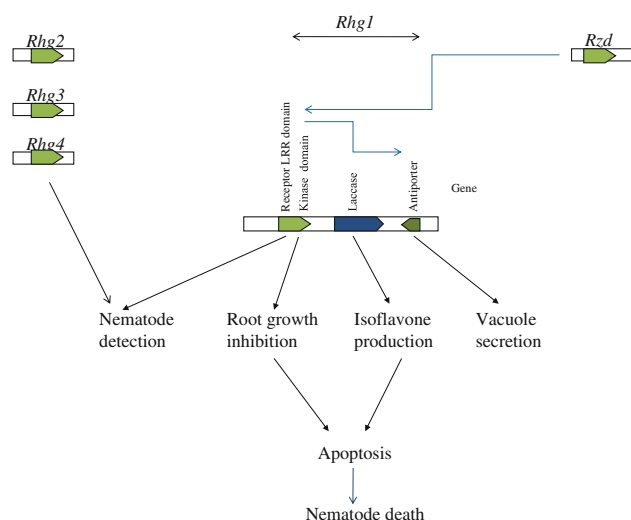 Rhg2
Rhg1
Rzd
Rhg3
Rhg4
Receptor LRR domain
Kinase domain
Laccase
Antiporter
Gene
Nematode
detection
Root growth
inhibition
Isoflavone
production
Vacuole
secretion
Apoptosis
Nematode death